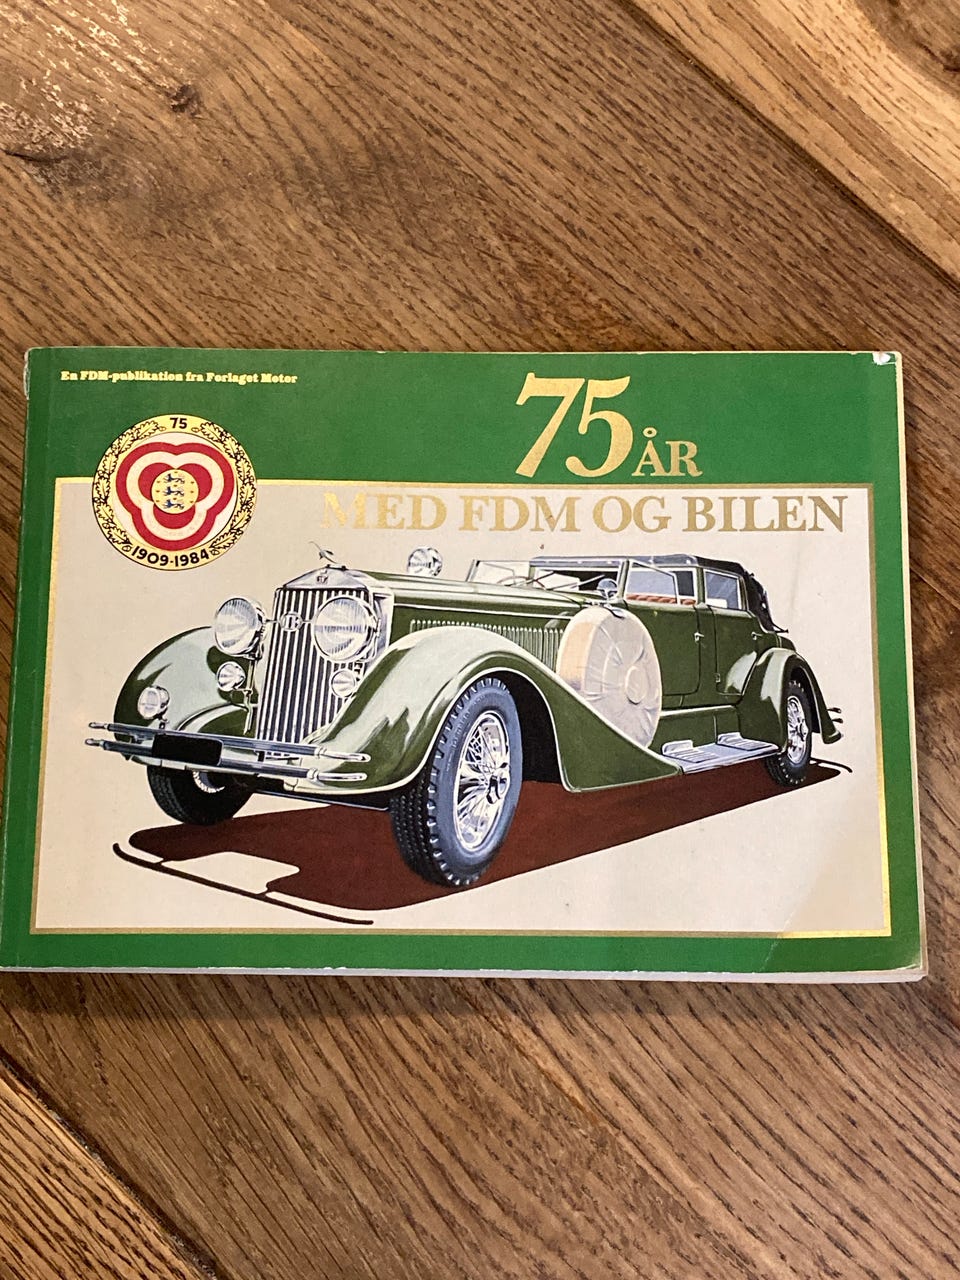 En FDM-publikation fra Forlaget Motor
75 ÅR
MED FDM OG BILEN
75
1909-1984